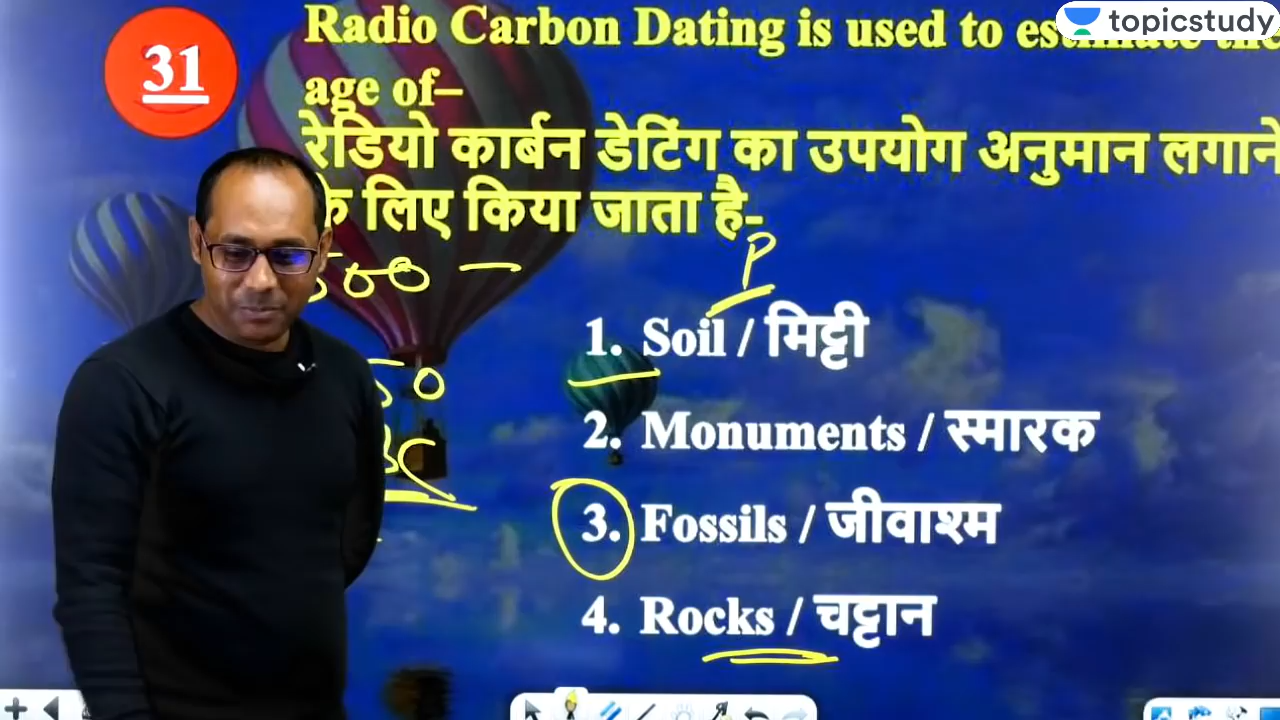 topicstudy
31
Radio Carbon Dating is used to estimate the
age of–
रेडियो कार्बन डेटिंग का उपयोग अनुमान लगाने
के लिए किया जाता है-
P
1. Soil / मिट्टी
2. Monuments / स्मारक
3. Fossils / जीवाश्म
4. Rocks / चट्टान